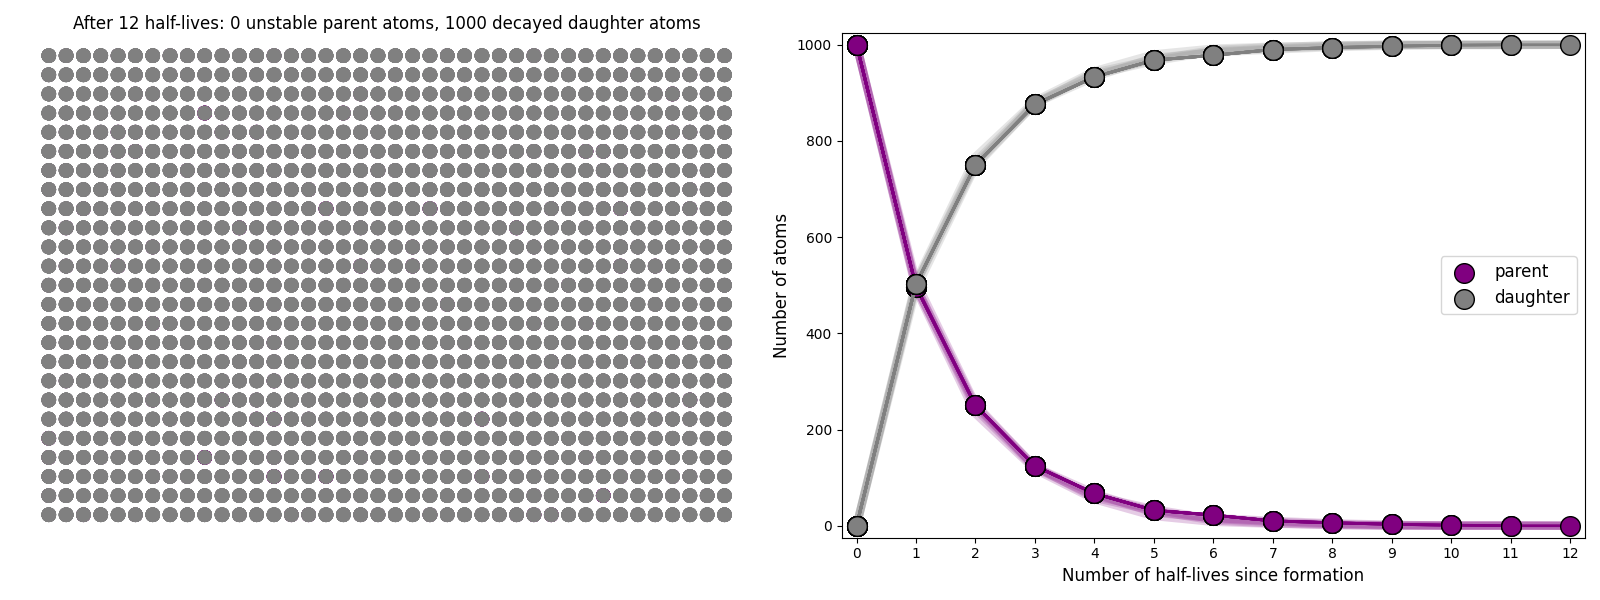 After 12 half-lives: 0 unstable parent atoms, 1000 decayed daughter atoms
1000
800
600
400
200
0
Number of atoms
parent
daughter
0 1 2 3 4 5 6 7 8 9 10 11 12
Number of half-lives since formation